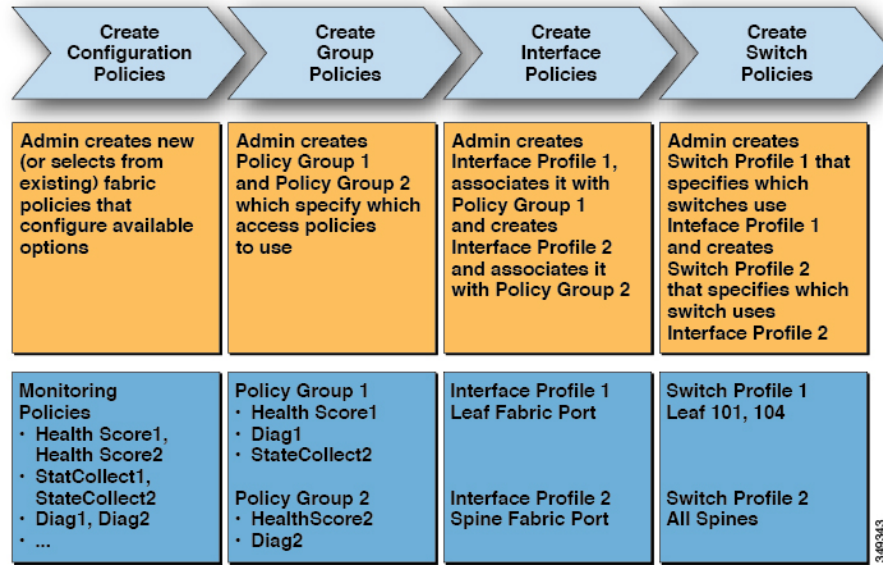 Create
Configuration
Policies
Create
Group
Policies
Create
Interface
Policies
Create
Switch
Policies
Admin creates new
(or selects from
existing) fabric
policies that
configure available
options
Admin creates
Policy Group 1
and Policy Group 2
which specify which
access policies
to use
Admin creates
Interface Profile 1,
associates it with
Policy Group 1
and creates
Interface Profile 2
and associates it
with Policy Group 2
Admin creates
Switch Profile 1 that
specifies which
switches use
Inteface Profile 1
and creates
Switch Profile 2
that specifies which
switch uses
Interface Profile 2
Monitoring
Policies
· Health Score1,
Health Score2
· StatCollect1,
StateCollect2
· Diag1, Diag2
· ...
Policy Group 1
· Health Score1
· Diag1
· StateCollect2
Policy Group 2
· HealthScore2
· Diag2
Interface Profile 1
Leaf Fabric Port
Interface Profile 2
Spine Fabric Port
Switch Profile 1
Leaf 101, 104
Switch Profile 2
All Spines
349343